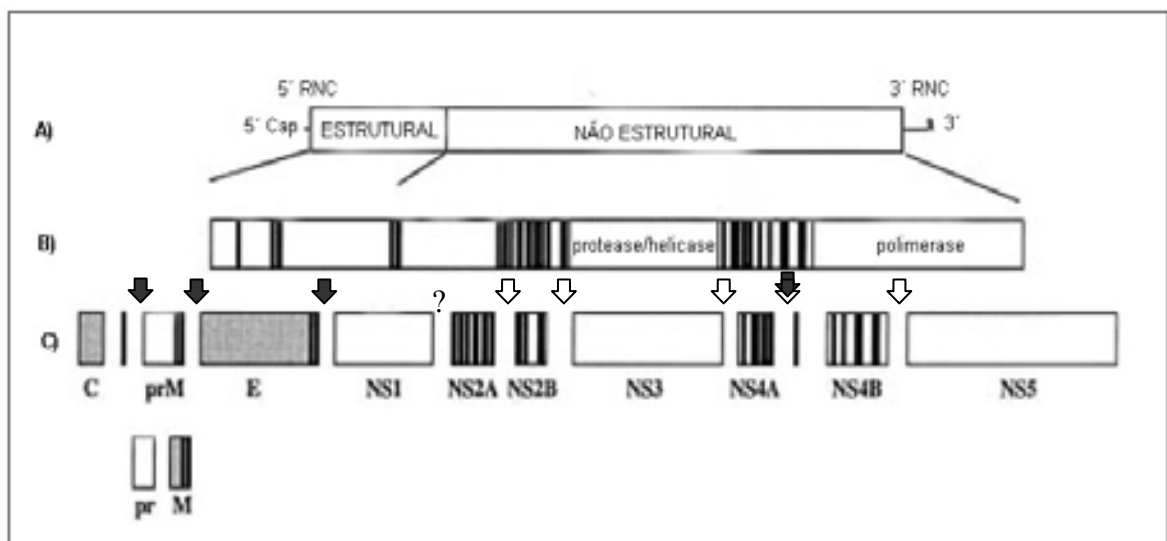 5´ RNC 3´ RNC
A) 5´ Cap ESTRUTURAL NÃO ESTRUTURAL 3´
B) protease/helicase polimerase
?
C)
C prM E NS1 NS2A NS2B NS3 NS4A NS4B NS5
pr M